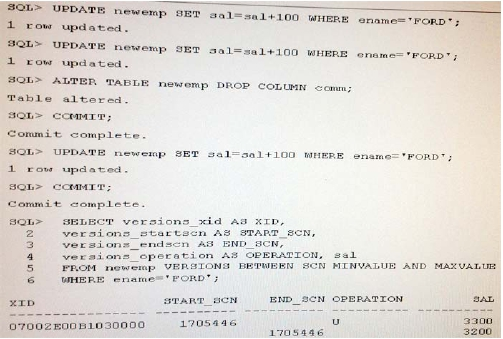 SQL> UPDATE newemp SET sal=sal+100 WHERE ename='FORD';
1 row updated.
SQL> UPDATE newemp SET sal=sal+100 WHERE ename='FORD';
1 row updated.
SQL> ALTER TABLE newemp DROP COLUMN comm;
Table altered.
SQL> COMMIT;
Commit complete.
SQL> UPDATE newemp SET sal=sal+100 WHERE ename='FORD';
1 row updated.
SQL> COMMIT;
Commit complete.
SQL> SELECT versions_xid AS XID,
2 versions_startscn AS START_SCN,
3 versions_endscn AS END_SCN,
4 versions_operation AS OPERATION, sal
5 FROM newemp VERSIONS BETWEEN SCN MINVALUE AND MAXVALUE
6 WHERE ename='FORD';
XID START_SCN END_SCN OPERATION SAL
07002E00B1030000 1705446 U 3300
1705446 3200